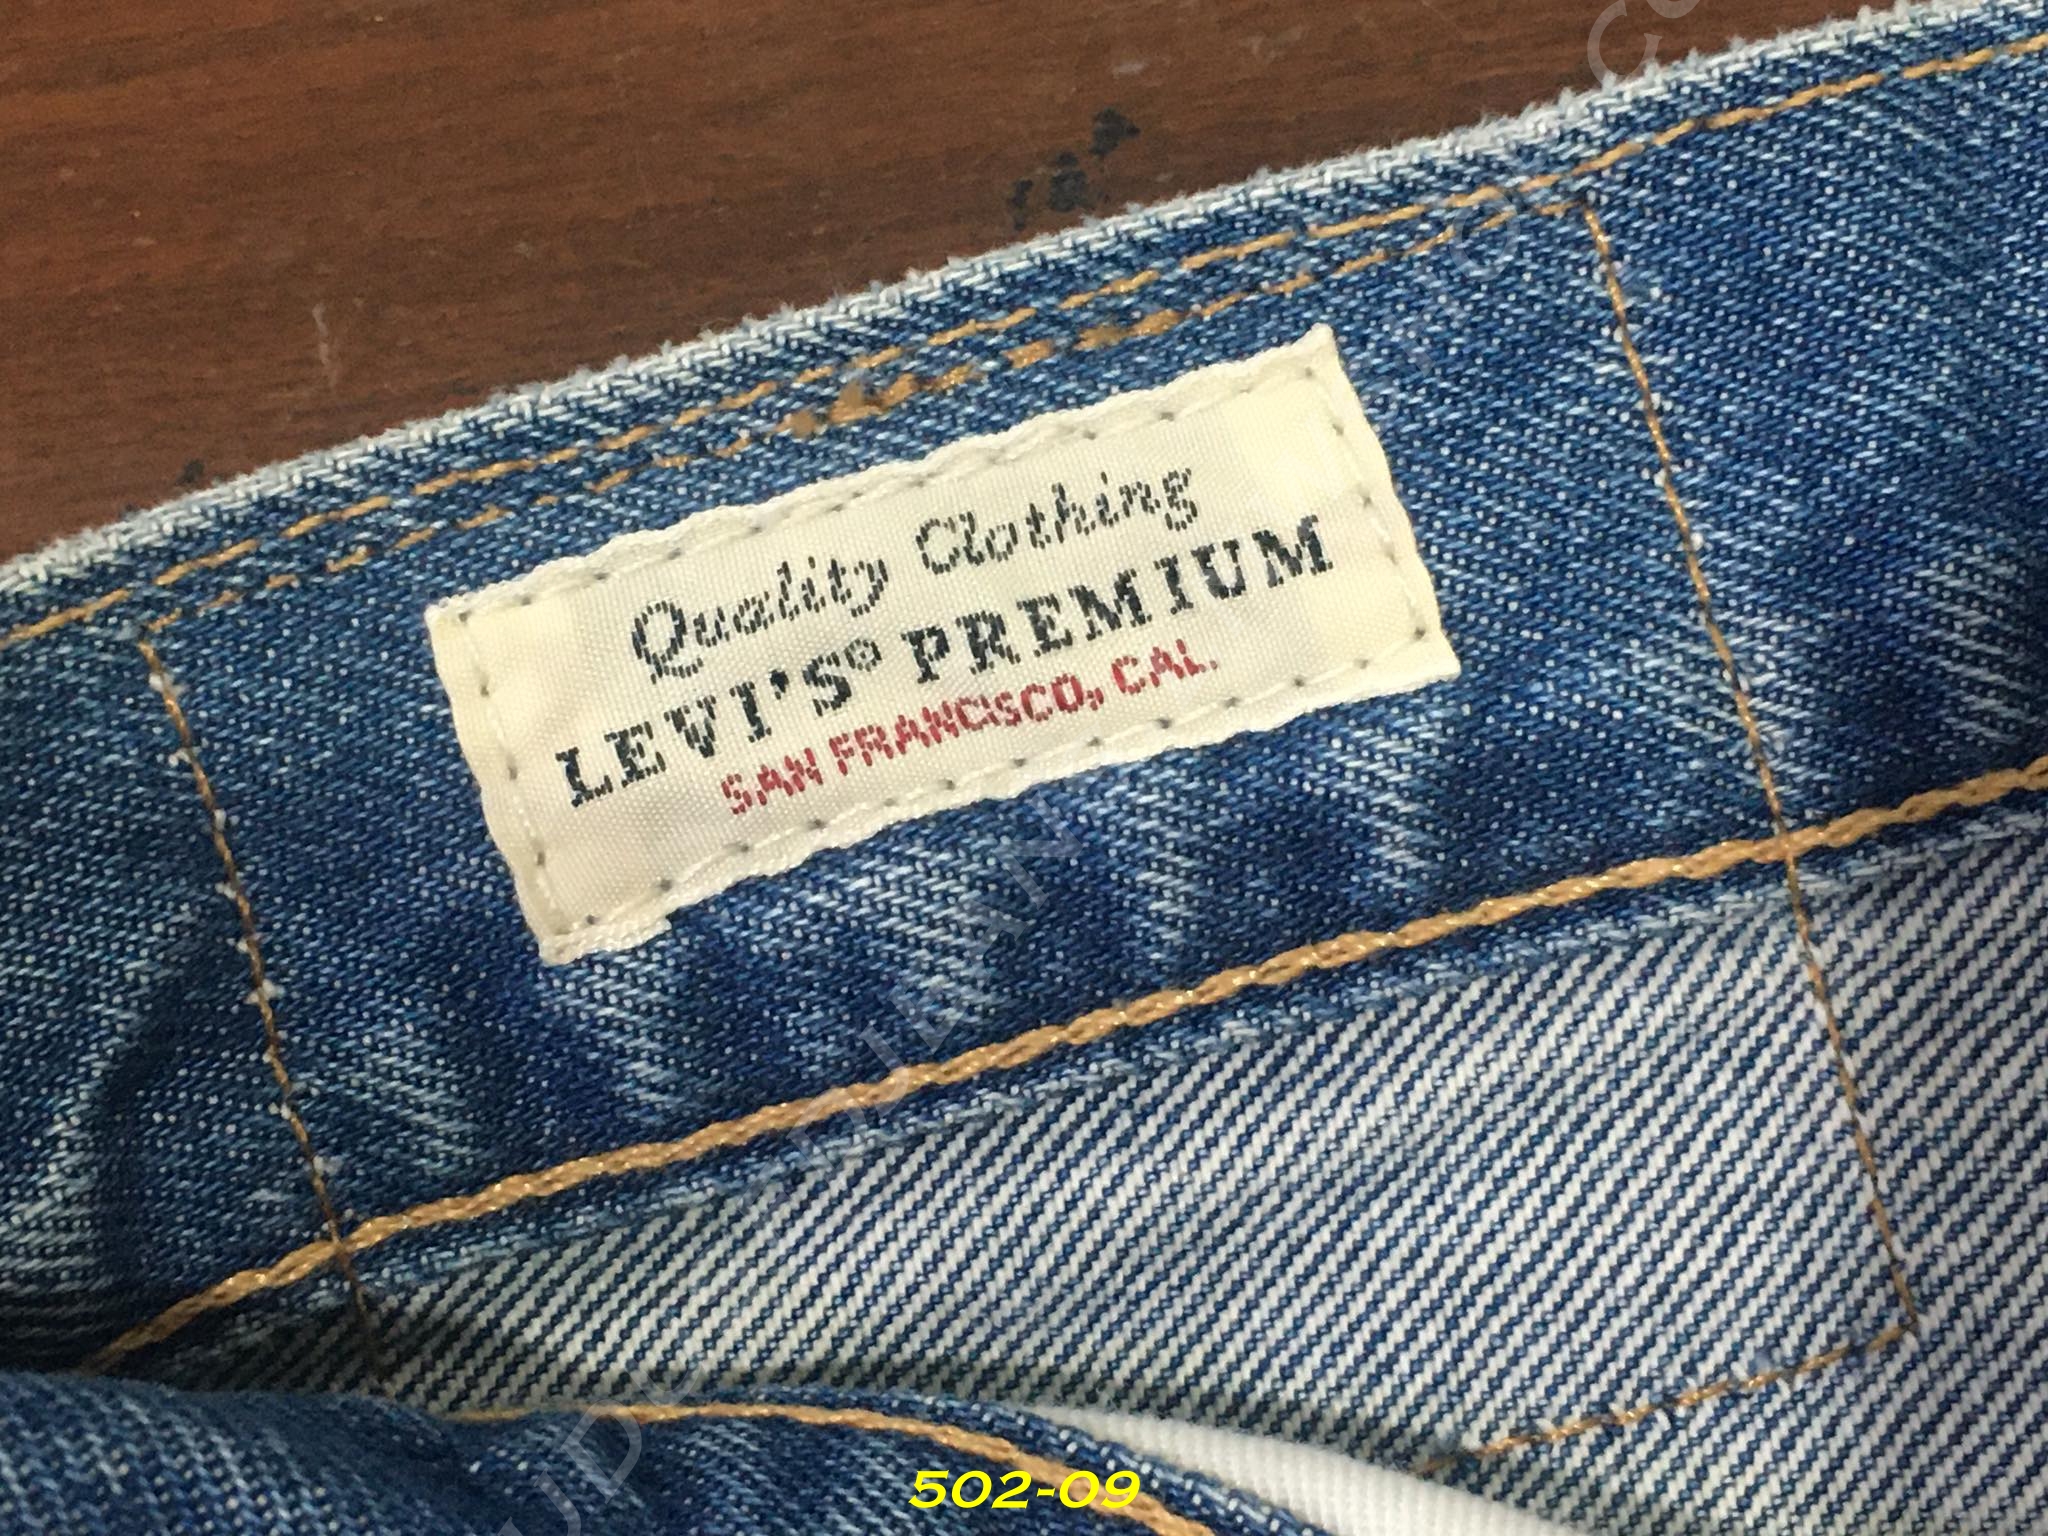 Quality Clothing
LEVI'S® PREMIUM
SAN FRANCISCO, CAL.
502-09